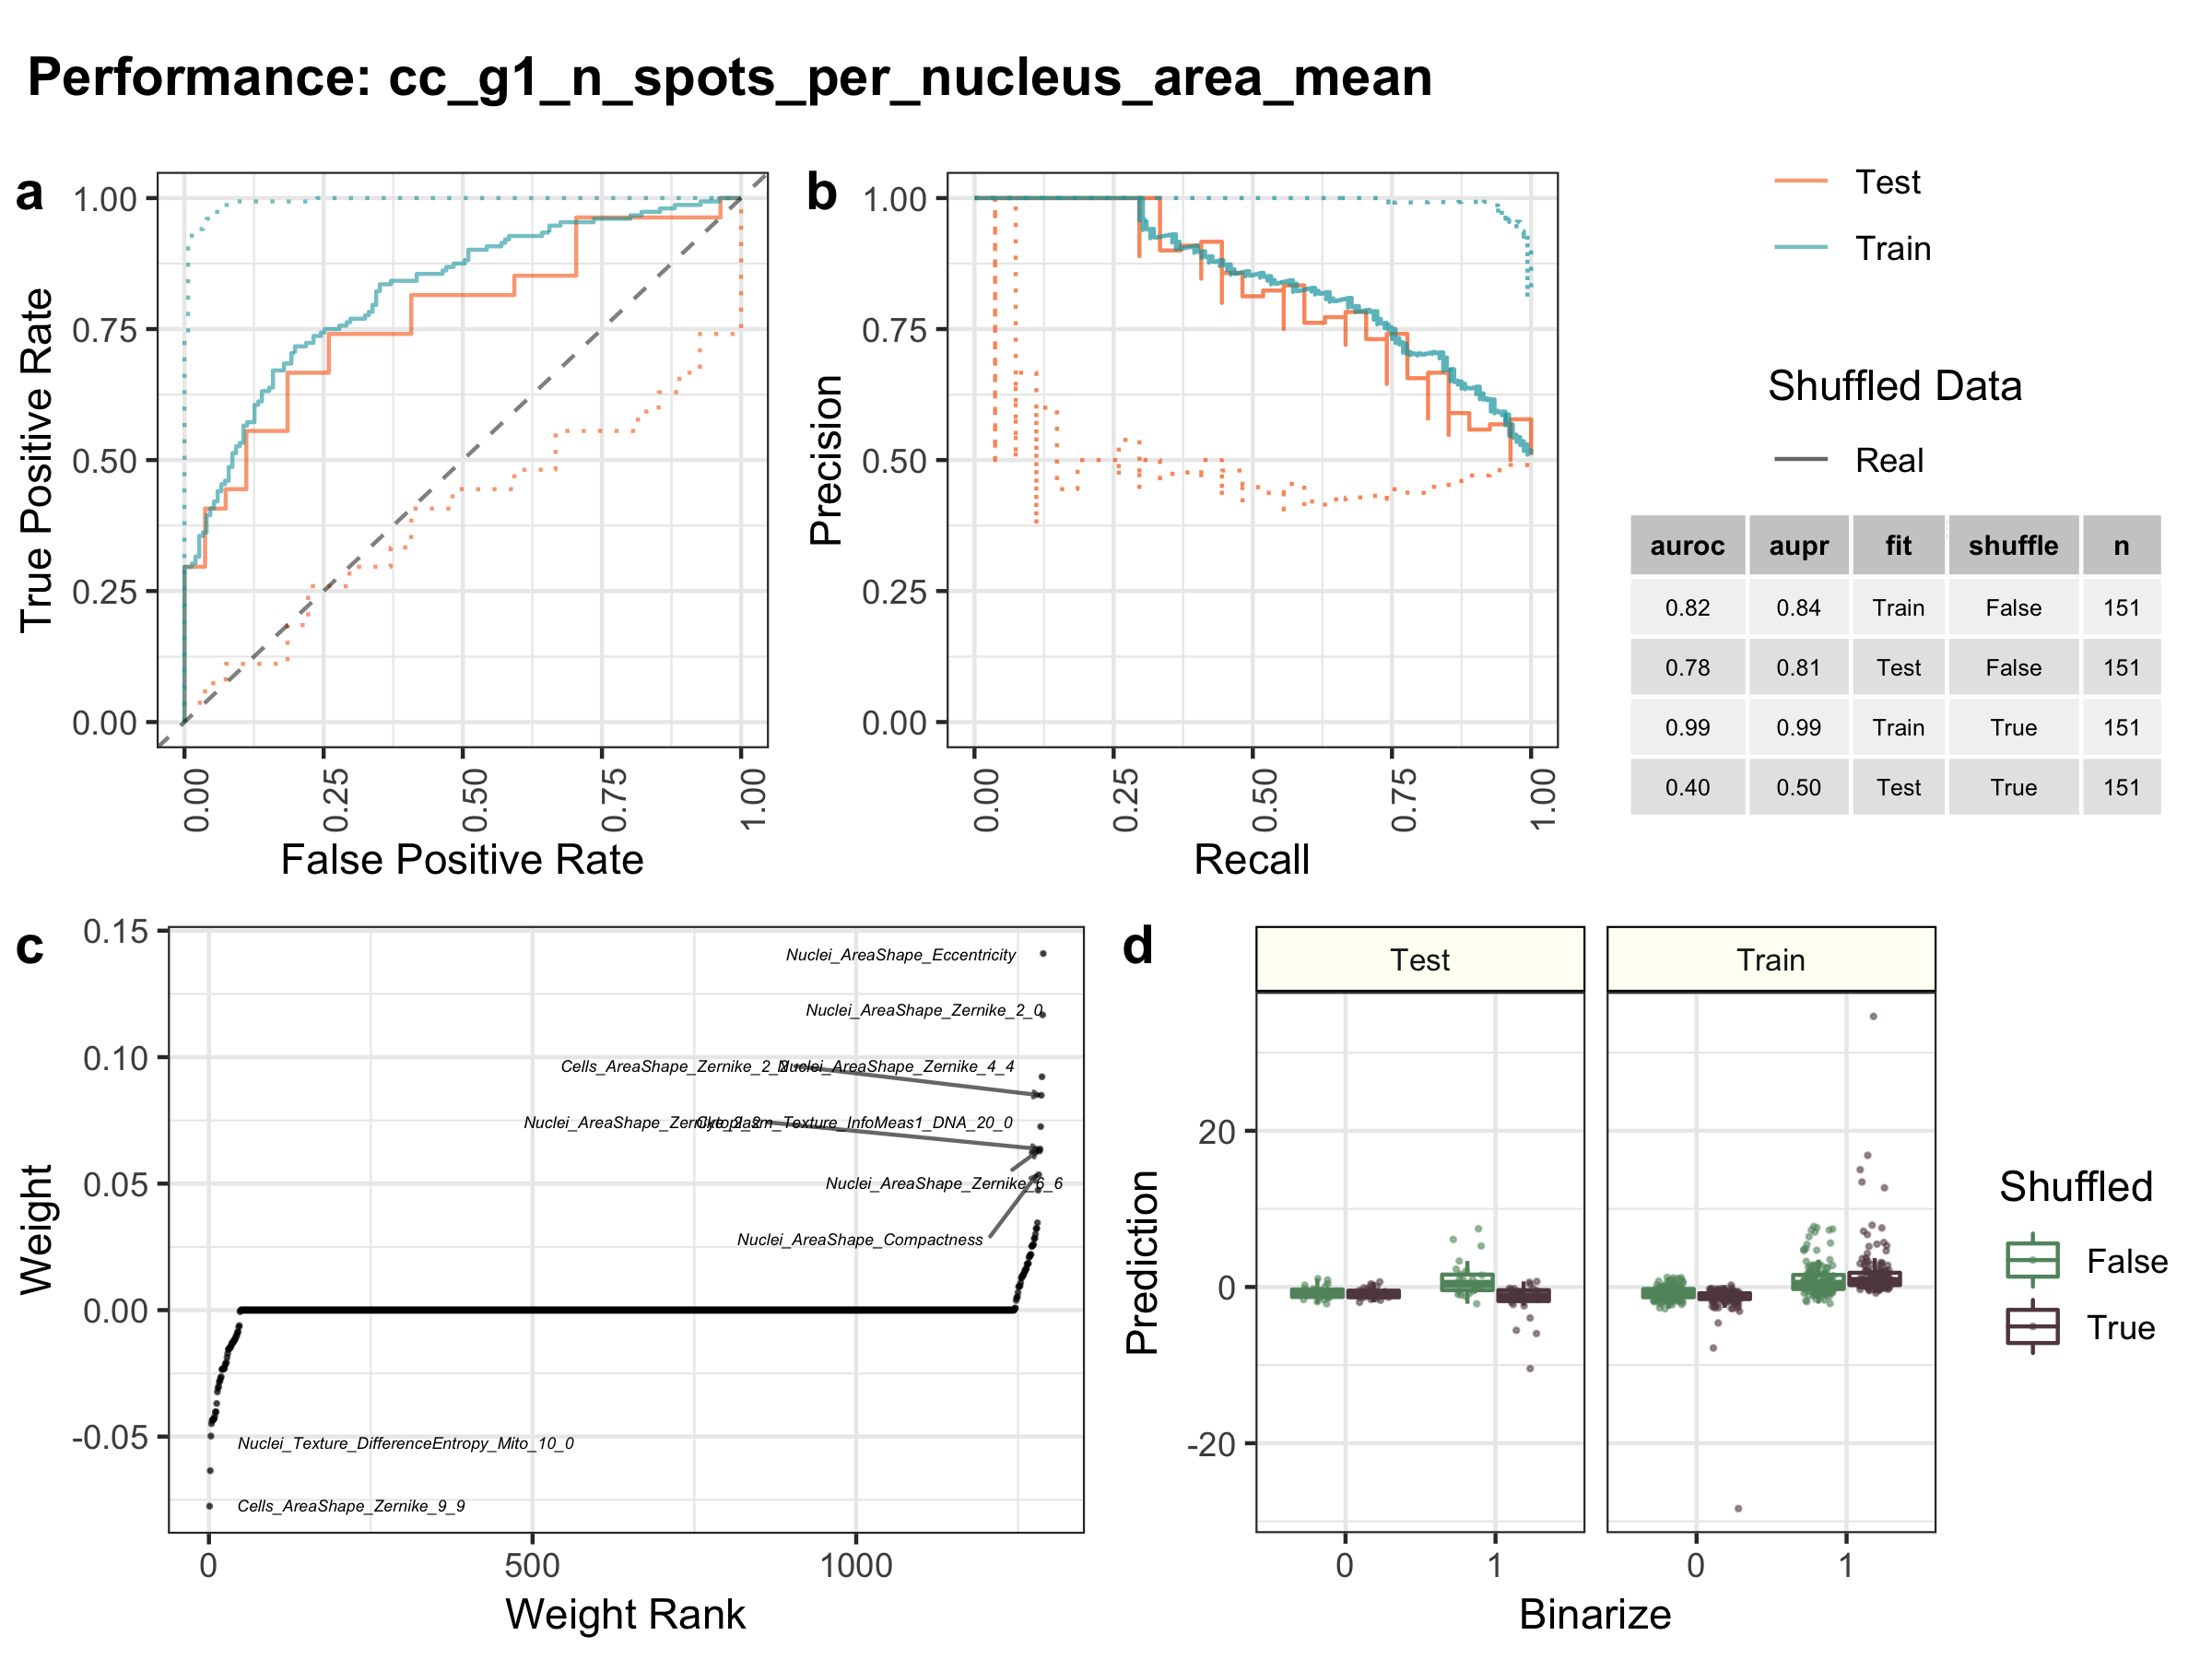 Performance: cc_g1_n_spots_per_nucleus_area_mean
a
1.00
0.75
0.50
0.25
0.00
True Positive Rate
0.00
0.25
0.50
0.75
1.00
False Positive Rate
b
1.00
0.75
0.50
0.25
0.00
Precision
0.00
0.25
0.50
0.75
1.00
Recall
Test
Train
Shuffled Data
Real
auroc aupr fit shuffle n
0.82 0.84 Train False 151
0.78 0.81 Test False 151
0.99 0.99 Train True 151
0.40 0.50 Test True 151
c
0.15
0.10
0.05
0.00
-0.05
Weight
Nuclei_AreaShape_Eccentricity
Nuclei_AreaShape_Zernike_2_0
Cells_AreaShape_Zernike_2_2
Nuclei_AreaShape_Zernike_4_4
Nuclei_AreaShape_Zernike_2_2
Cytoplasm_Texture_InfoMeas1_DNA_20_0
Nuclei_AreaShape_Zernike_6_6
Nuclei_AreaShape_Compactness
Nuclei_Texture_DifferenceEntropy_Mito_10_0
Cells_AreaShape_Zernike_9_9
0
500
1000
Weight Rank
d
Test
Train
20
0
-20
Prediction
0
1
0
1
Binarize
Shuffled
False
True